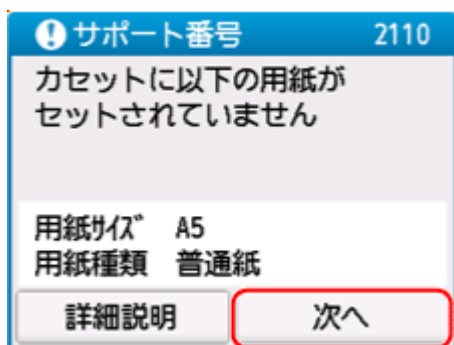 サポート番号 2110
カセットに以下の用紙が
セットされていません
用紙ｻｲｽﾞ A5
用紙種類 普通紙
詳細説明 次へ